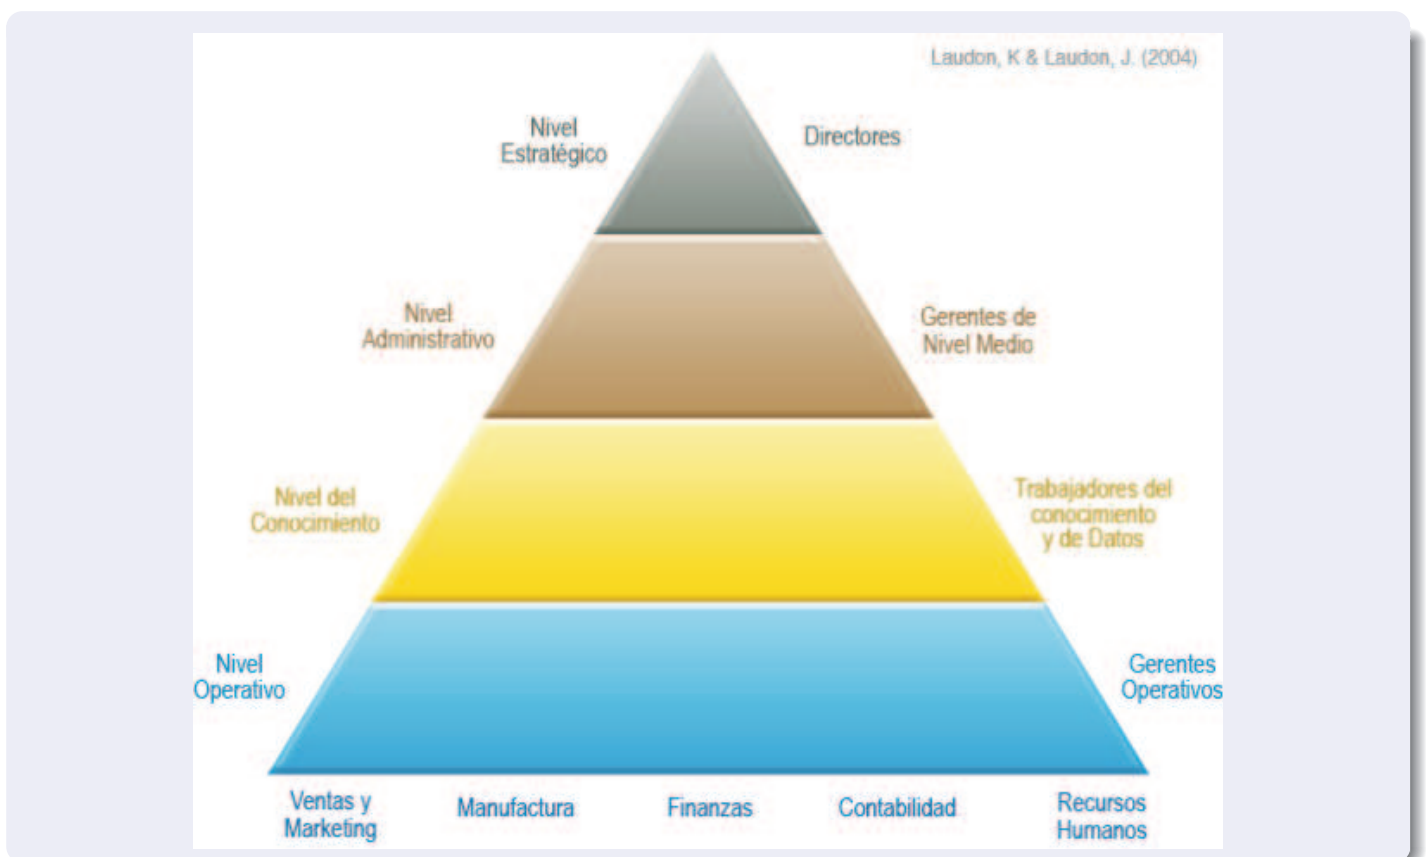 Laudon, K & Laudon, J. (2004)
Nivel
Estratégico
Directores
Nivel
Administrativo
Gerentes de
Nivel Medio
Nivel del
Conocimiento
Trabajadores del
conocimiento
y de Datos
Nivel
Operativo
Gerentes
Operativos
Ventas y
Marketing
Manufactura
Finanzas
Contabilidad
Recursos
Humanos